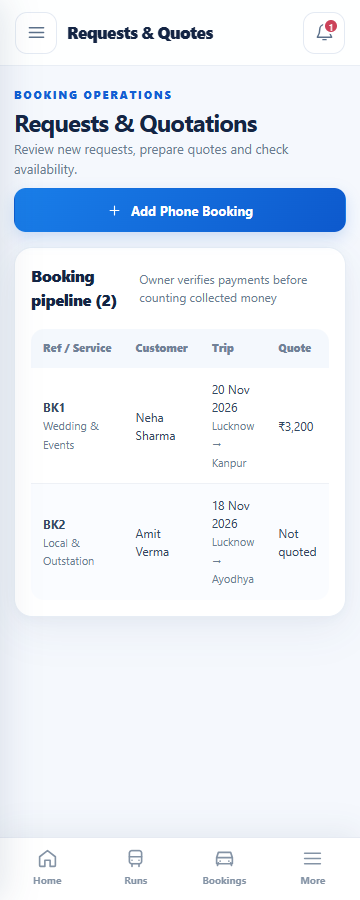 Requests & Quotes
1
BOOKING OPERATIONS
Requests & Quotations
Review new requests, prepare quotes and check
availability.
+ Add Phone Booking
Booking
pipeline (2)
Owner verifies payments before
counting collected money
Ref / Service Customer Trip Quote
BK1
Wedding &
Events
Neha
Sharma
20 Nov
2026
Lucknow
→
Kanpur
₹3,200
BK2
Local &
Outstation
Amit
Verma
18 Nov
2026
Lucknow
→
Ayodhya
Not
quoted
Home Runs Bookings More